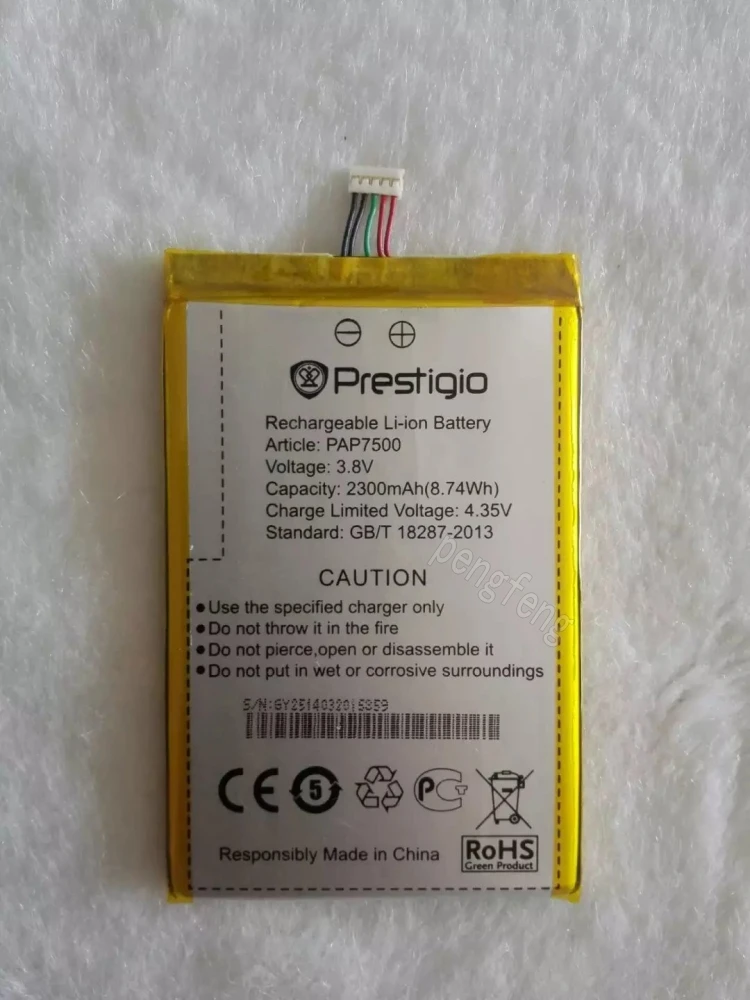 Prestigio
Rechargeable Li-ion Battery
Article: PAP7500
Voltage: 3.8V
Capacity: 2300mAh(8.74Wh)
Charge Limited Voltage: 4.35V
Standard: GB/T 18287-2013
pengfeng
CAUTION
●Use the specified charger only
●Do not throw it in the fire
●Do not pierce,open or disassemble it
●Do not put in wet or corrosive surroundings
S/N:GY2514032015359
CE 5 PCT
Responsibly Made in China
RoHS
Green Product